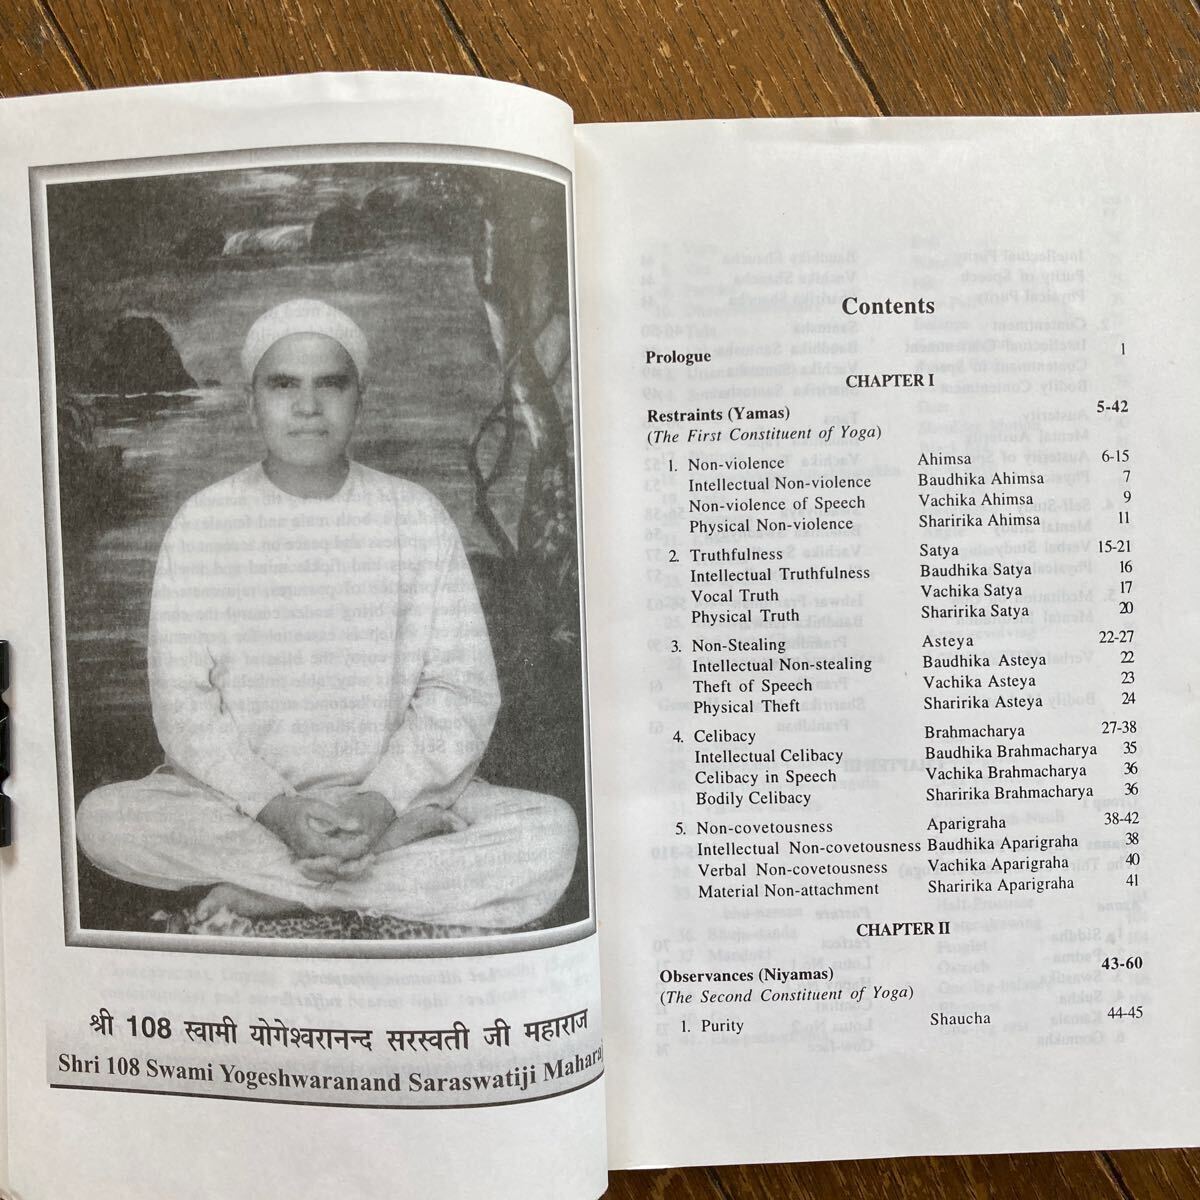 श्री 108 स्वामी योगेश्वरानन्द सरस्वती जी महाराज
Shri 108 Swami Yogeshwaranand Saraswatiji Maharaj
Contents
Prologue 1
CHAPTER I
Restraints (Yamas) 5-42
(The First Constituent of Yoga)
1. Non-violence Ahimsa 6-15
Intellectual Non-violence Baudhika Ahimsa 7
Non-violence of Speech Vachika Ahimsa 9
Physical Non-violence Sharirika Ahimsa 11
2. Truthfulness Satya 15-21
Intellectual Truthfulness Baudhika Satya 16
Vocal Truth Vachika Satya 17
Physical Truth Sharirika Satya 20
3. Non-Stealing Asteya 22-27
Intellectual Non-stealing Baudhika Asteya 22
Theft of Speech Vachika Asteya 23
Physical Theft Sharirika Asteya 24
4. Celibacy Brahmacharya 27-38
Intellectual Celibacy Baudhika Brahmacharya 35
Celibacy in Speech Vachika Brahmacharya 36
Bodily Celibacy Sharirika Brahmacharya 36
5. Non-covetousness Aparigraha 38-42
Intellectual Non-covetousness Baudhika Aparigraha 38
Verbal Non-covetousness Vachika Aparigraha 40
Material Non-attachment Sharirika Aparigraha 41
CHAPTER II
Observances (Niyamas) 43-60
(The Second Constituent of Yoga)
1. Purity Shaucha 44-45